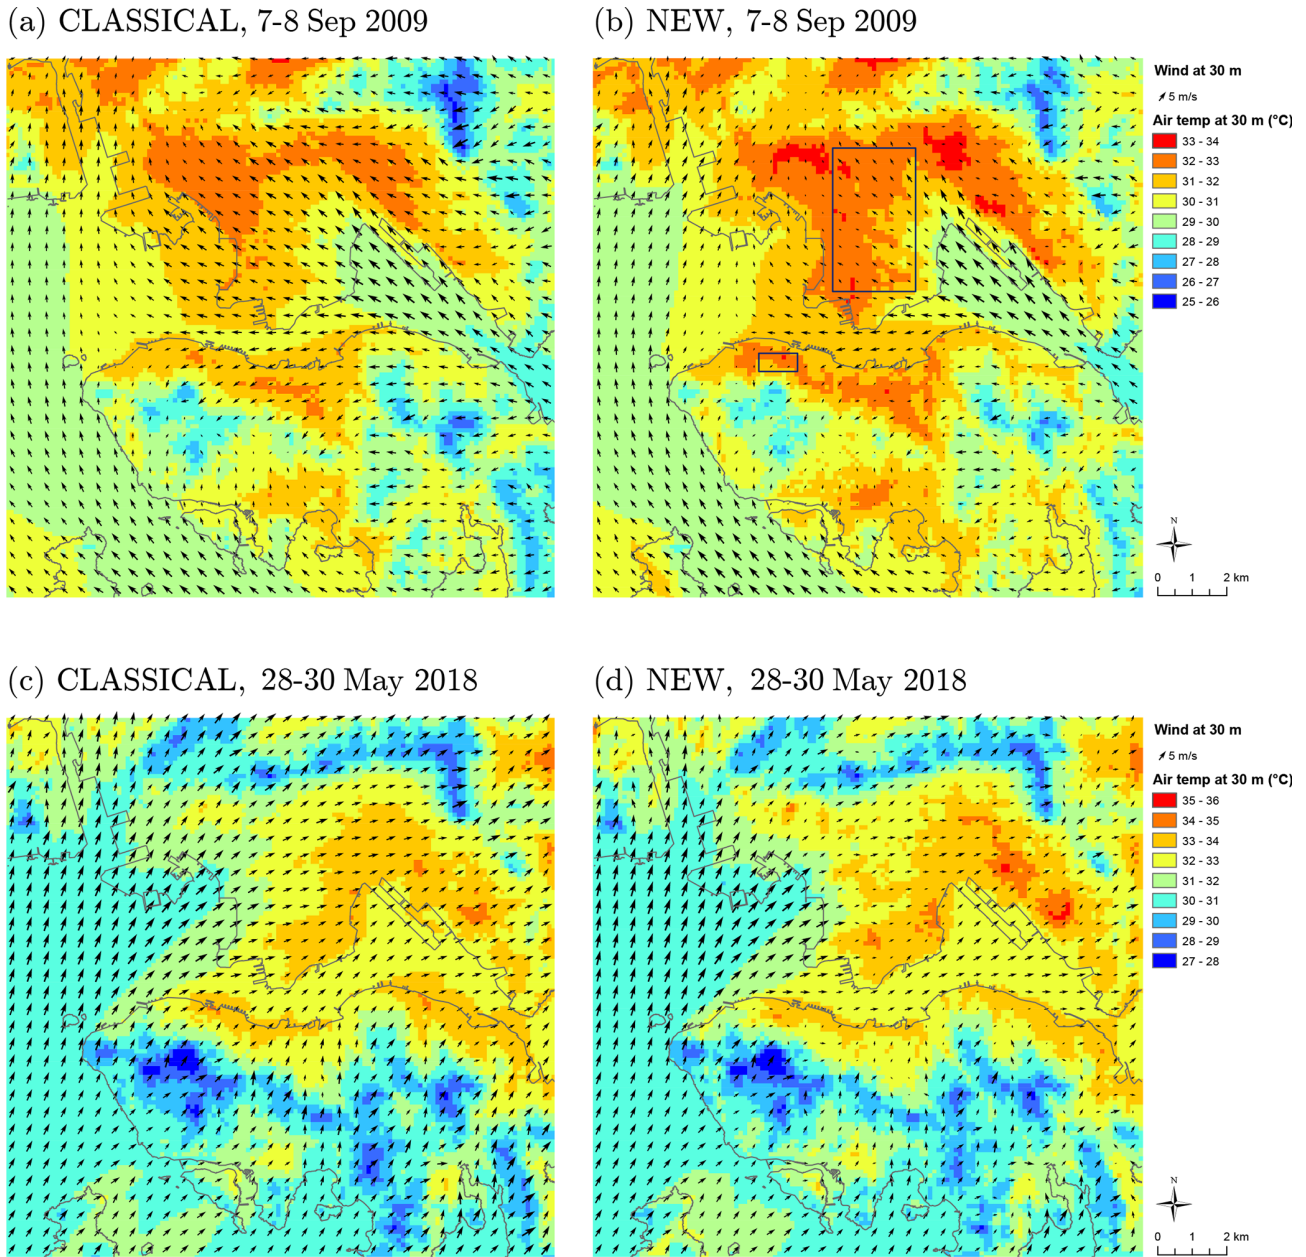 (a) CLASSICAL, 7-8 Sep 2009
(b) NEW, 7-8 Sep 2009
Wind at 30 m
5 m/s
Air temp at 30 m (°C)
33 - 34
32 - 33
31 - 32
30 - 31
29 - 30
28 - 29
27 - 28
26 - 27
25 - 26
N
0 1 2 km
(c) CLASSICAL, 28-30 May 2018
(d) NEW, 28-30 May 2018
Wind at 30 m
5 m/s
Air temp at 30 m (°C)
35 - 36
34 - 35
33 - 34
32 - 33
31 - 32
30 - 31
29 - 30
28 - 29
27 - 28
N
0 1 2 km